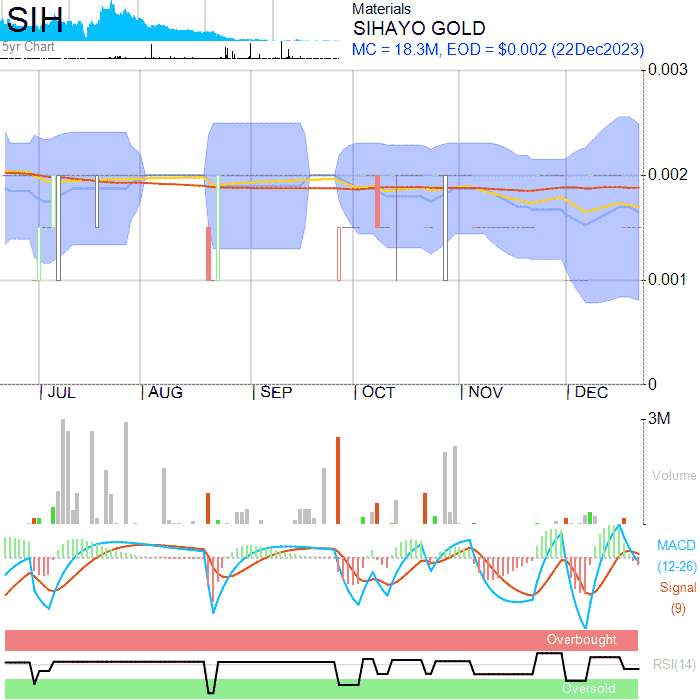 SIH
5yr Chart
Materials
SIHAYO GOLD
MC = 18.3M, EOD = $0.002 (22Dec2023)
0.003
0.002
0.001
0
JUL AUG SEP OCT NOV DEC
3M
Volume
MACD
(12-26)
Signal
(9)
Overbought
RSI(14)
Oversold